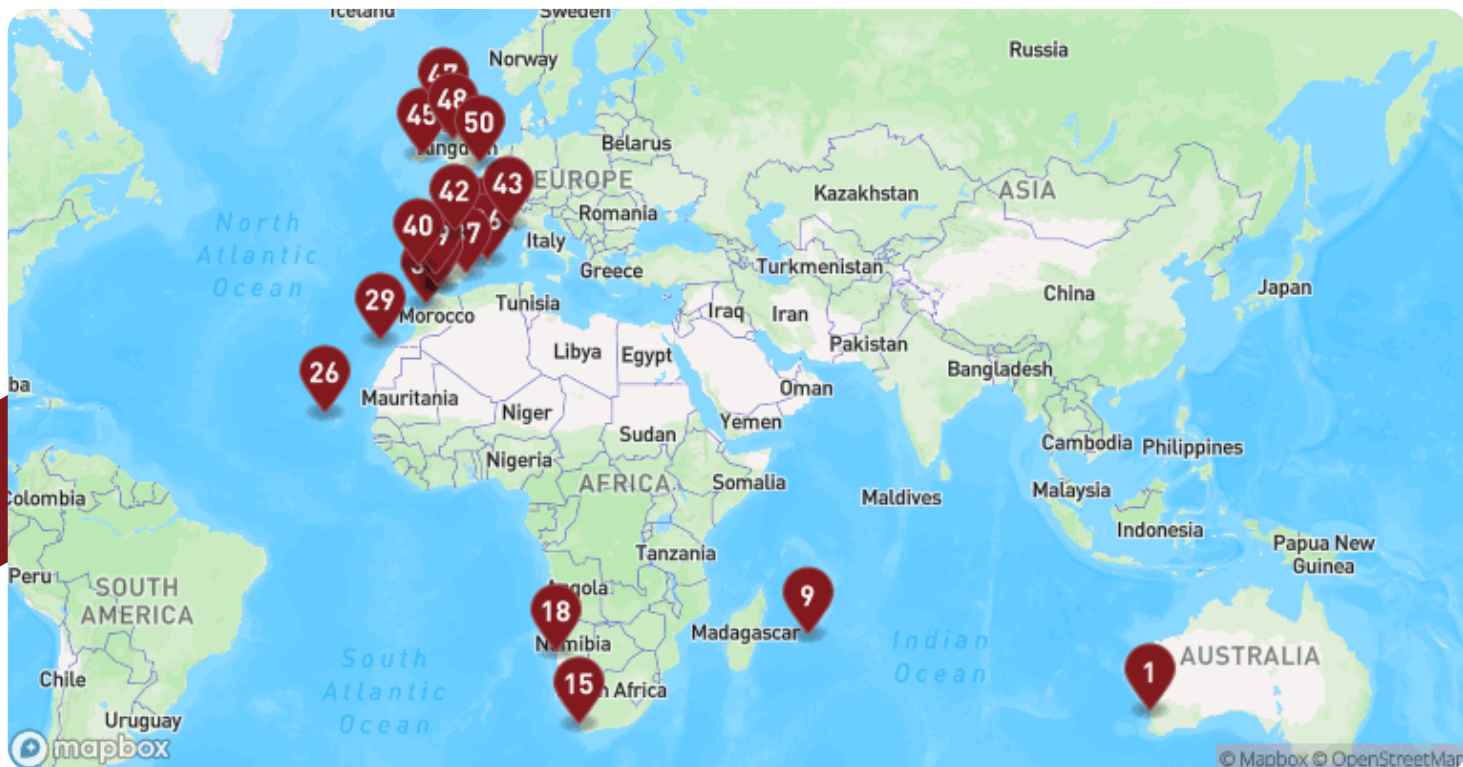 Iceland
Sweden
Norway
Russia
47
48
45
50
Belarus
43
EUROPE
42
Kazakhstan
ASIA
North
Atlantic
Ocean
40
Romania
Italy
Greece
Turkmenistan
China
Japan
29
Morocco
Tunisia
Iraq
Iran
Pakistan
Libya
Egypt
Bangladesh
26
Oman
ba
Mauritania
Niger
Yemen
Sudan
Cambodia
Philippines
Nigeria
AFRICA
Somalia
Maldives
Malaysia
Colombia
Indonesia
Papua New
Guinea
Tanzania
Peru
SOUTH
AMERICA
Angola
18
9
Namibia
Madagascar
Indian
Ocean
1
AUSTRALIA
South
Atlantic
Ocean
Chile
15
h Africa
Uruguay
mapbox
© Mapbox © OpenStreetMap